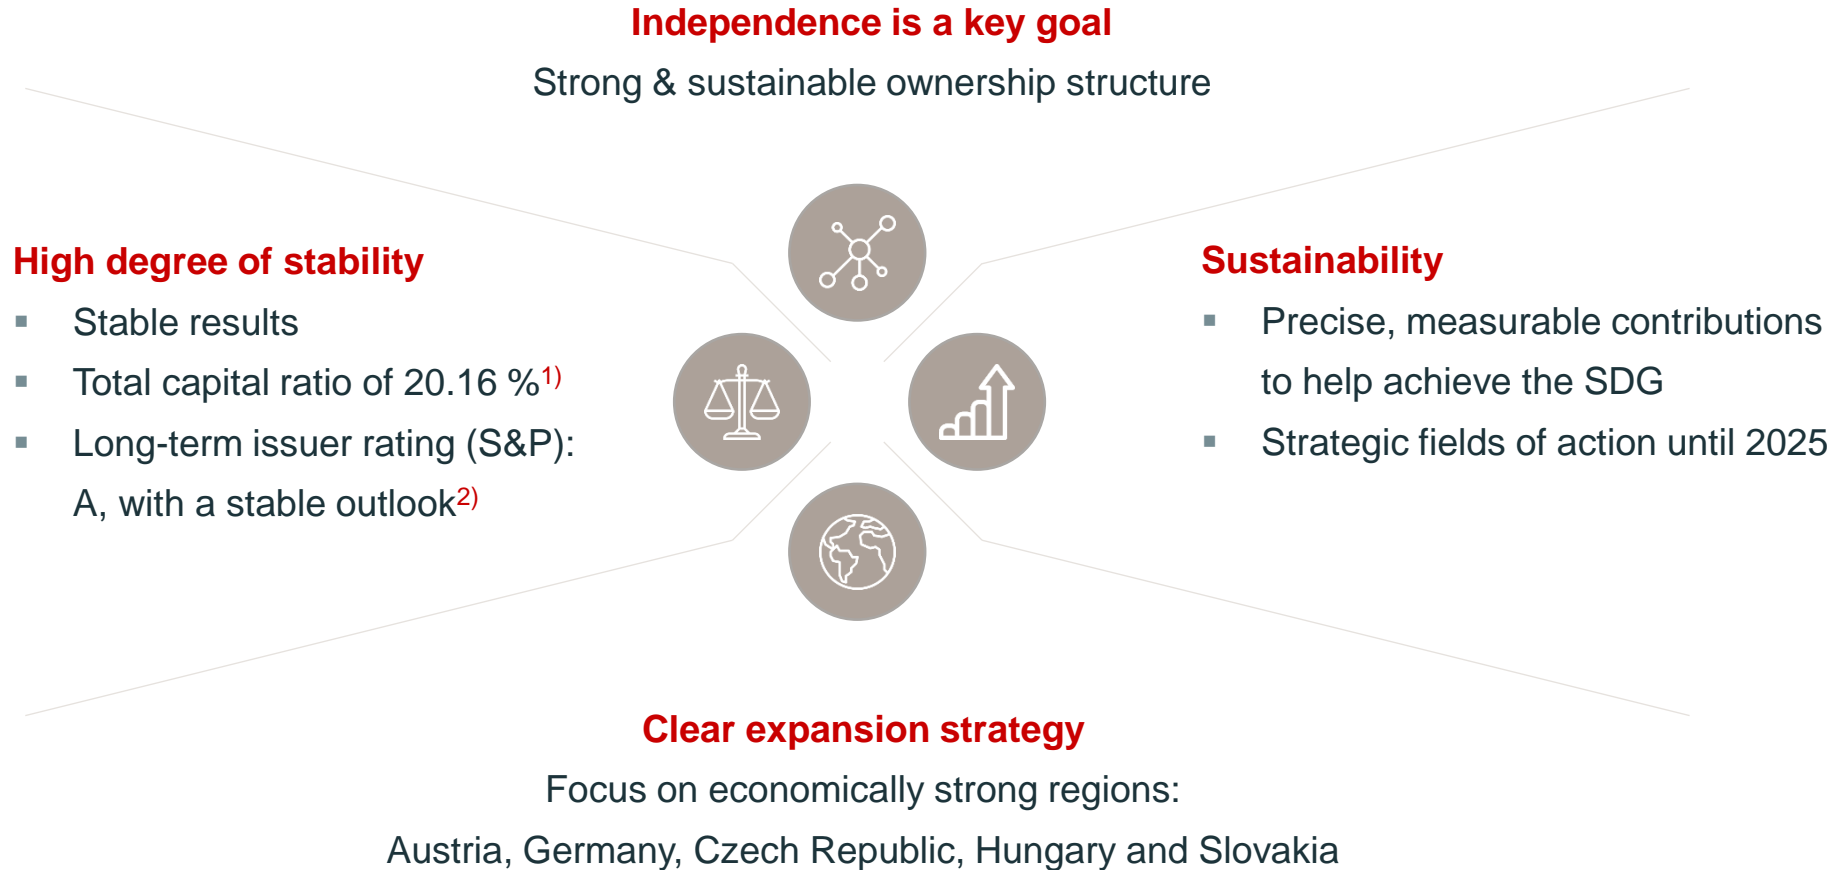 Independence is a key goal
Strong & sustainable ownership structure
High degree of stability
▪ Stable results
▪ Total capital ratio of 20.16 %1)
▪ Long-term issuer rating (S&P):
A, with a stable outlook2)
Sustainability
▪ Precise, measurable contributions
to help achieve the SDG
▪ Strategic fields of action until 2025
Clear expansion strategy
Focus on economically strong regions:
Austria, Germany, Czech Republic, Hungary and Slovakia